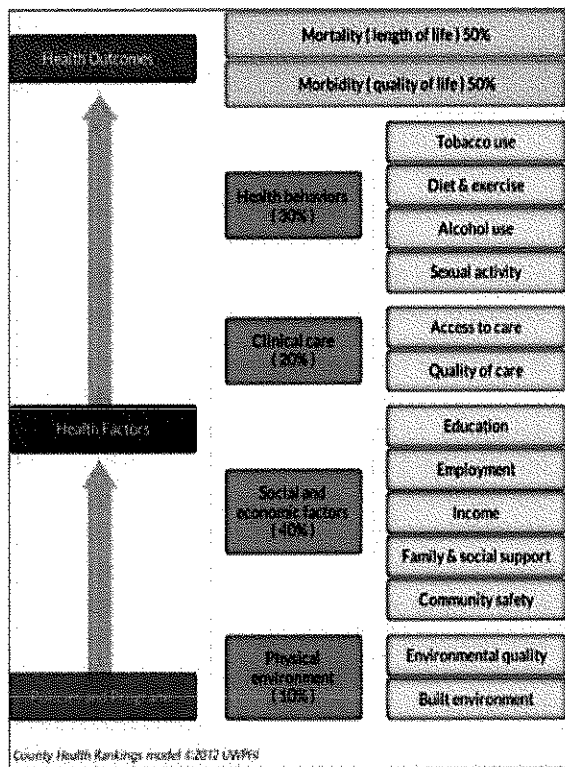 Health Outcomes
Mortality (length of life) 50%
Morbidity (quality of life) 50%
Health behaviors
(30%)
Tobacco use
Diet & exercise
Alcohol use
Sexual activity
Clinical care
(20%)
Access to care
Quality of care
Health Factors
Social and
economic factors
(40%)
Education
Employment
Income
Family & social support
Community safety
Physical
environment
(10%)
Environmental quality
Built environment
County Health Rankings model ©2012 UWPHI